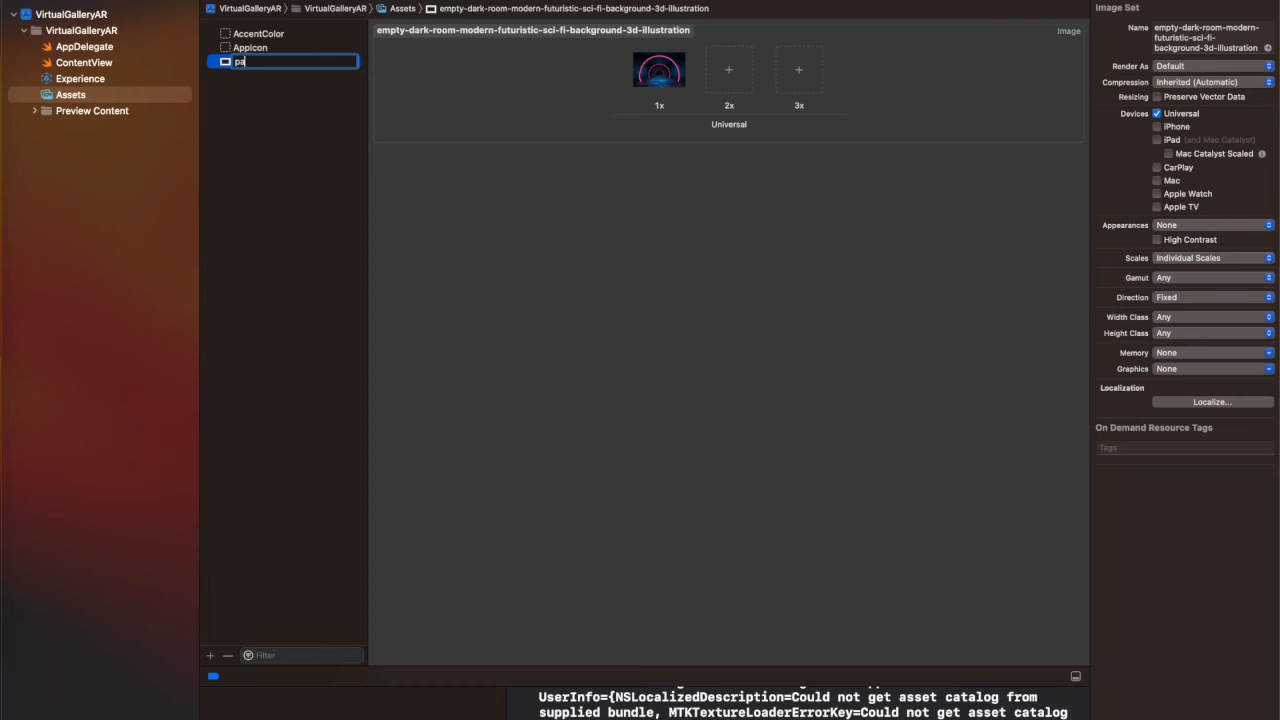 VirtualGalleryAR
VirtualGalleryAR
AppDelegate
ContentView
Experience
Assets
Preview Content
VirtualGalleryAR 〉 VirtualGalleryAR 〉 Assets 〉 empty-dark-room-modern-futuristic-sci-fi-background-3d-illustration
AccentColor
AppIcon
pa
Filter
empty-dark-room-modern-futuristic-sci-fi-background-3d-illustration
Image
1x 2x 3x
Universal
Image Set
Name empty-dark-room-modern-
futuristic-sci-fi-
background-3d-illustration
Render As Default
Compression Inherited (Automatic)
Resizing Preserve Vector Data
Devices Universal
iPhone
iPad (and Mac Catalyst)
Mac Catalyst Scaled
CarPlay
Mac
Apple Watch
Apple TV
Appearances None
High Contrast
Scales Individual Scales
Gamut Any
Direction Fixed
Width Class Any
Height Class Any
Memory None
Graphics None
Localization
Localize...
On Demand Resource Tags
Tags
UserInfo={NSLocalizedDescription=Could not get asset catalog from
supplied bundle, MTKTextureLoaderErrorKey=Could not get asset catalog